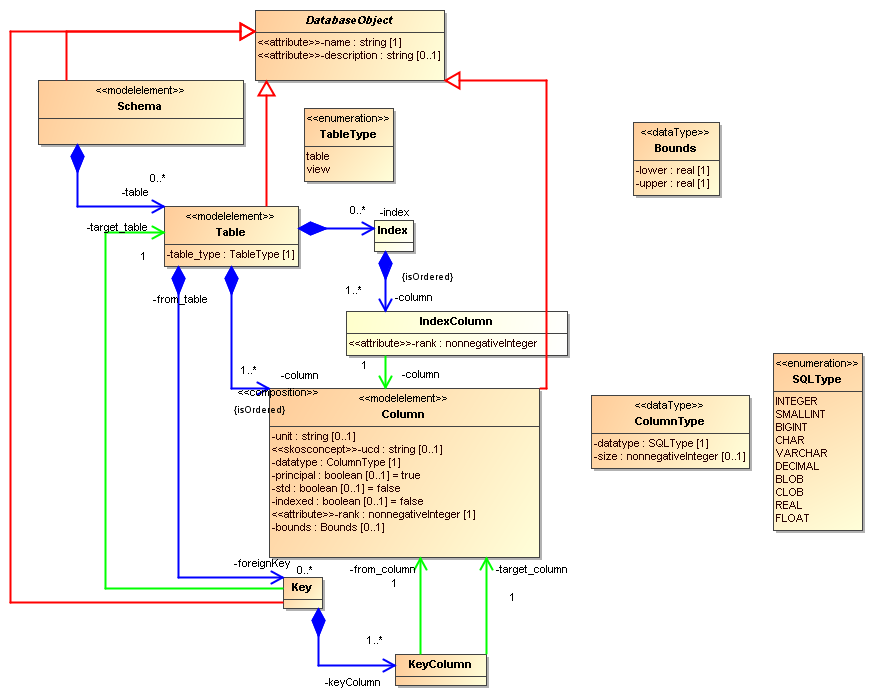 DatabaseObject
<<attribute>>-name : string [1]
<<attribute>>-description : string [0..1]
<<modelelement>>
Schema
<<enumeration>>
TableType
table
view
<<dataType>>
Bounds
-lower : real [1]
-upper : real [1]
0..*
-table
<<modelelement>>
Table
-table_type : TableType [1]
-target_table
1
0..*
-index
Index
{isOrdered}
1..*
-column
-from_table
IndexColumn
<<attribute>>-rank : nonnegativeInteger
1
-column
1..*
-column
<<composition>>
{isOrdered}
<<modelelement>>
Column
-unit : string [0..1]
<<skosconcept>>-ucd : string [0..1]
-datatype : ColumnType [1]
-principal : boolean [0..1] = true
-std : boolean [0..1] = false
-indexed : boolean [0..1] = false
<<attribute>>-rank : nonnegativeInteger [1]
-bounds : Bounds [0..1]
<<dataType>>
ColumnType
-datatype : SQLType [1]
-size : nonnegativeInteger [0..1]
<<enumeration>>
SQLType
INTEGER
SMALLINT
BIGINT
CHAR
VARCHAR
DECIMAL
BLOB
CLOB
REAL
FLOAT
-foreignKey
0..*
Key
-from_column
1
-target_column
1
1..*
-keyColumn
KeyColumn